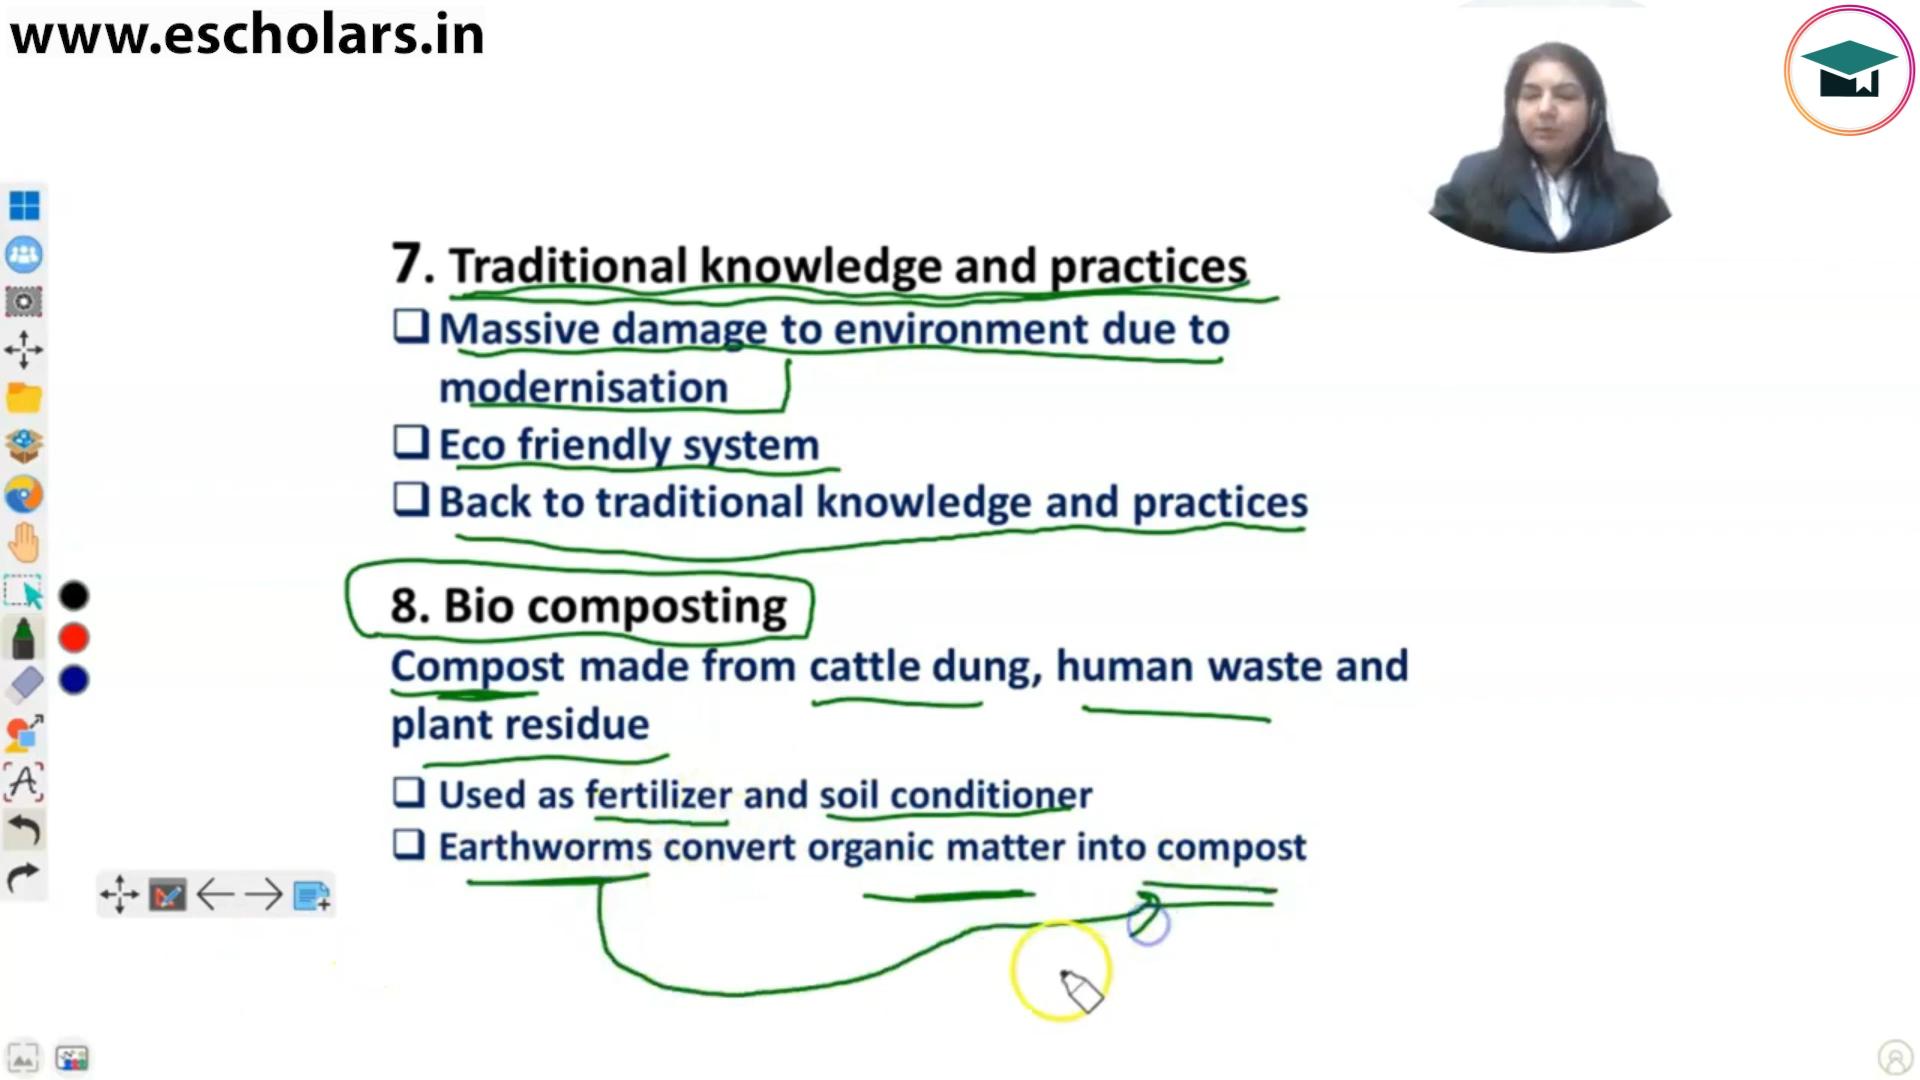 www.escholars.in
7. Traditional knowledge and practices
Massive damage to environment due to
modernisation
Eco friendly system
Back to traditional knowledge and practices
8. Bio composting
Compost made from cattle dung, human waste and
plant residue
Used as fertilizer and soil conditioner
Earthworms convert organic matter into compost